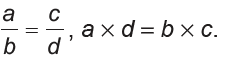 a/b = c/d, a × d = b × c.